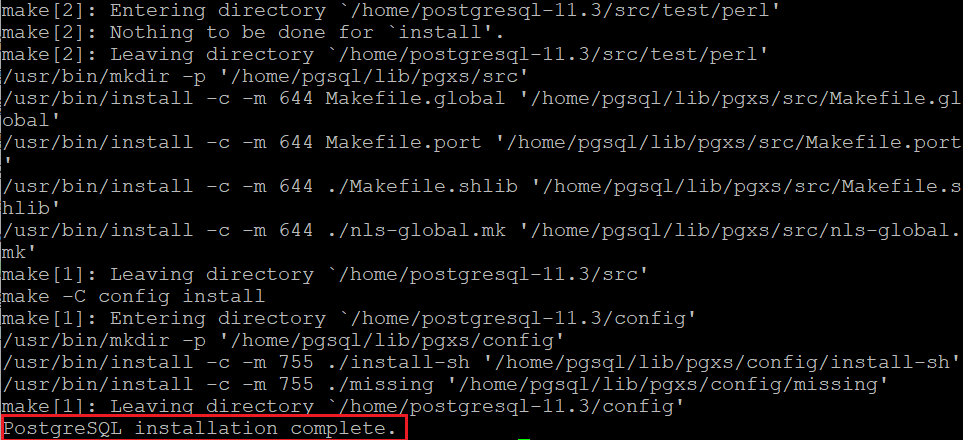 make[2]: Entering directory `/home/postgresql-11.3/src/test/perl'
make[2]: Nothing to be done for `install'.
make[2]: Leaving directory `/home/postgresql-11.3/src/test/perl'
/usr/bin/mkdir -p '/home/pgsql/lib/pgxs/src'
/usr/bin/install -c -m 644 Makefile.global '/home/pgsql/lib/pgxs/src/Makefile.gl
obal'
/usr/bin/install -c -m 644 Makefile.port '/home/pgsql/lib/pgxs/src/Makefile.port
'
/usr/bin/install -c -m 644 ./Makefile.shlib '/home/pgsql/lib/pgxs/src/Makefile.s
hlib'
/usr/bin/install -c -m 644 ./nls-global.mk '/home/pgsql/lib/pgxs/src/nls-global.
mk'
make[1]: Leaving directory `/home/postgresql-11.3/src'
make -C config install
make[1]: Entering directory `/home/postgresql-11.3/config'
/usr/bin/mkdir -p '/home/pgsql/lib/pgxs/config'
/usr/bin/install -c -m 755 ./install-sh '/home/pgsql/lib/pgxs/config/install-sh'
/usr/bin/install -c -m 755 ./missing '/home/pgsql/lib/pgxs/config/missing'
make[1]: Leaving directory `/home/postgresql-11.3/config'
PostgreSQL installation complete.